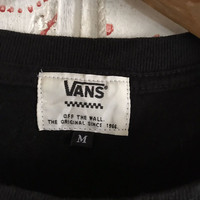 VANS
"OFF THE WALL"
THE ORIGINAL SINCE 1966
M